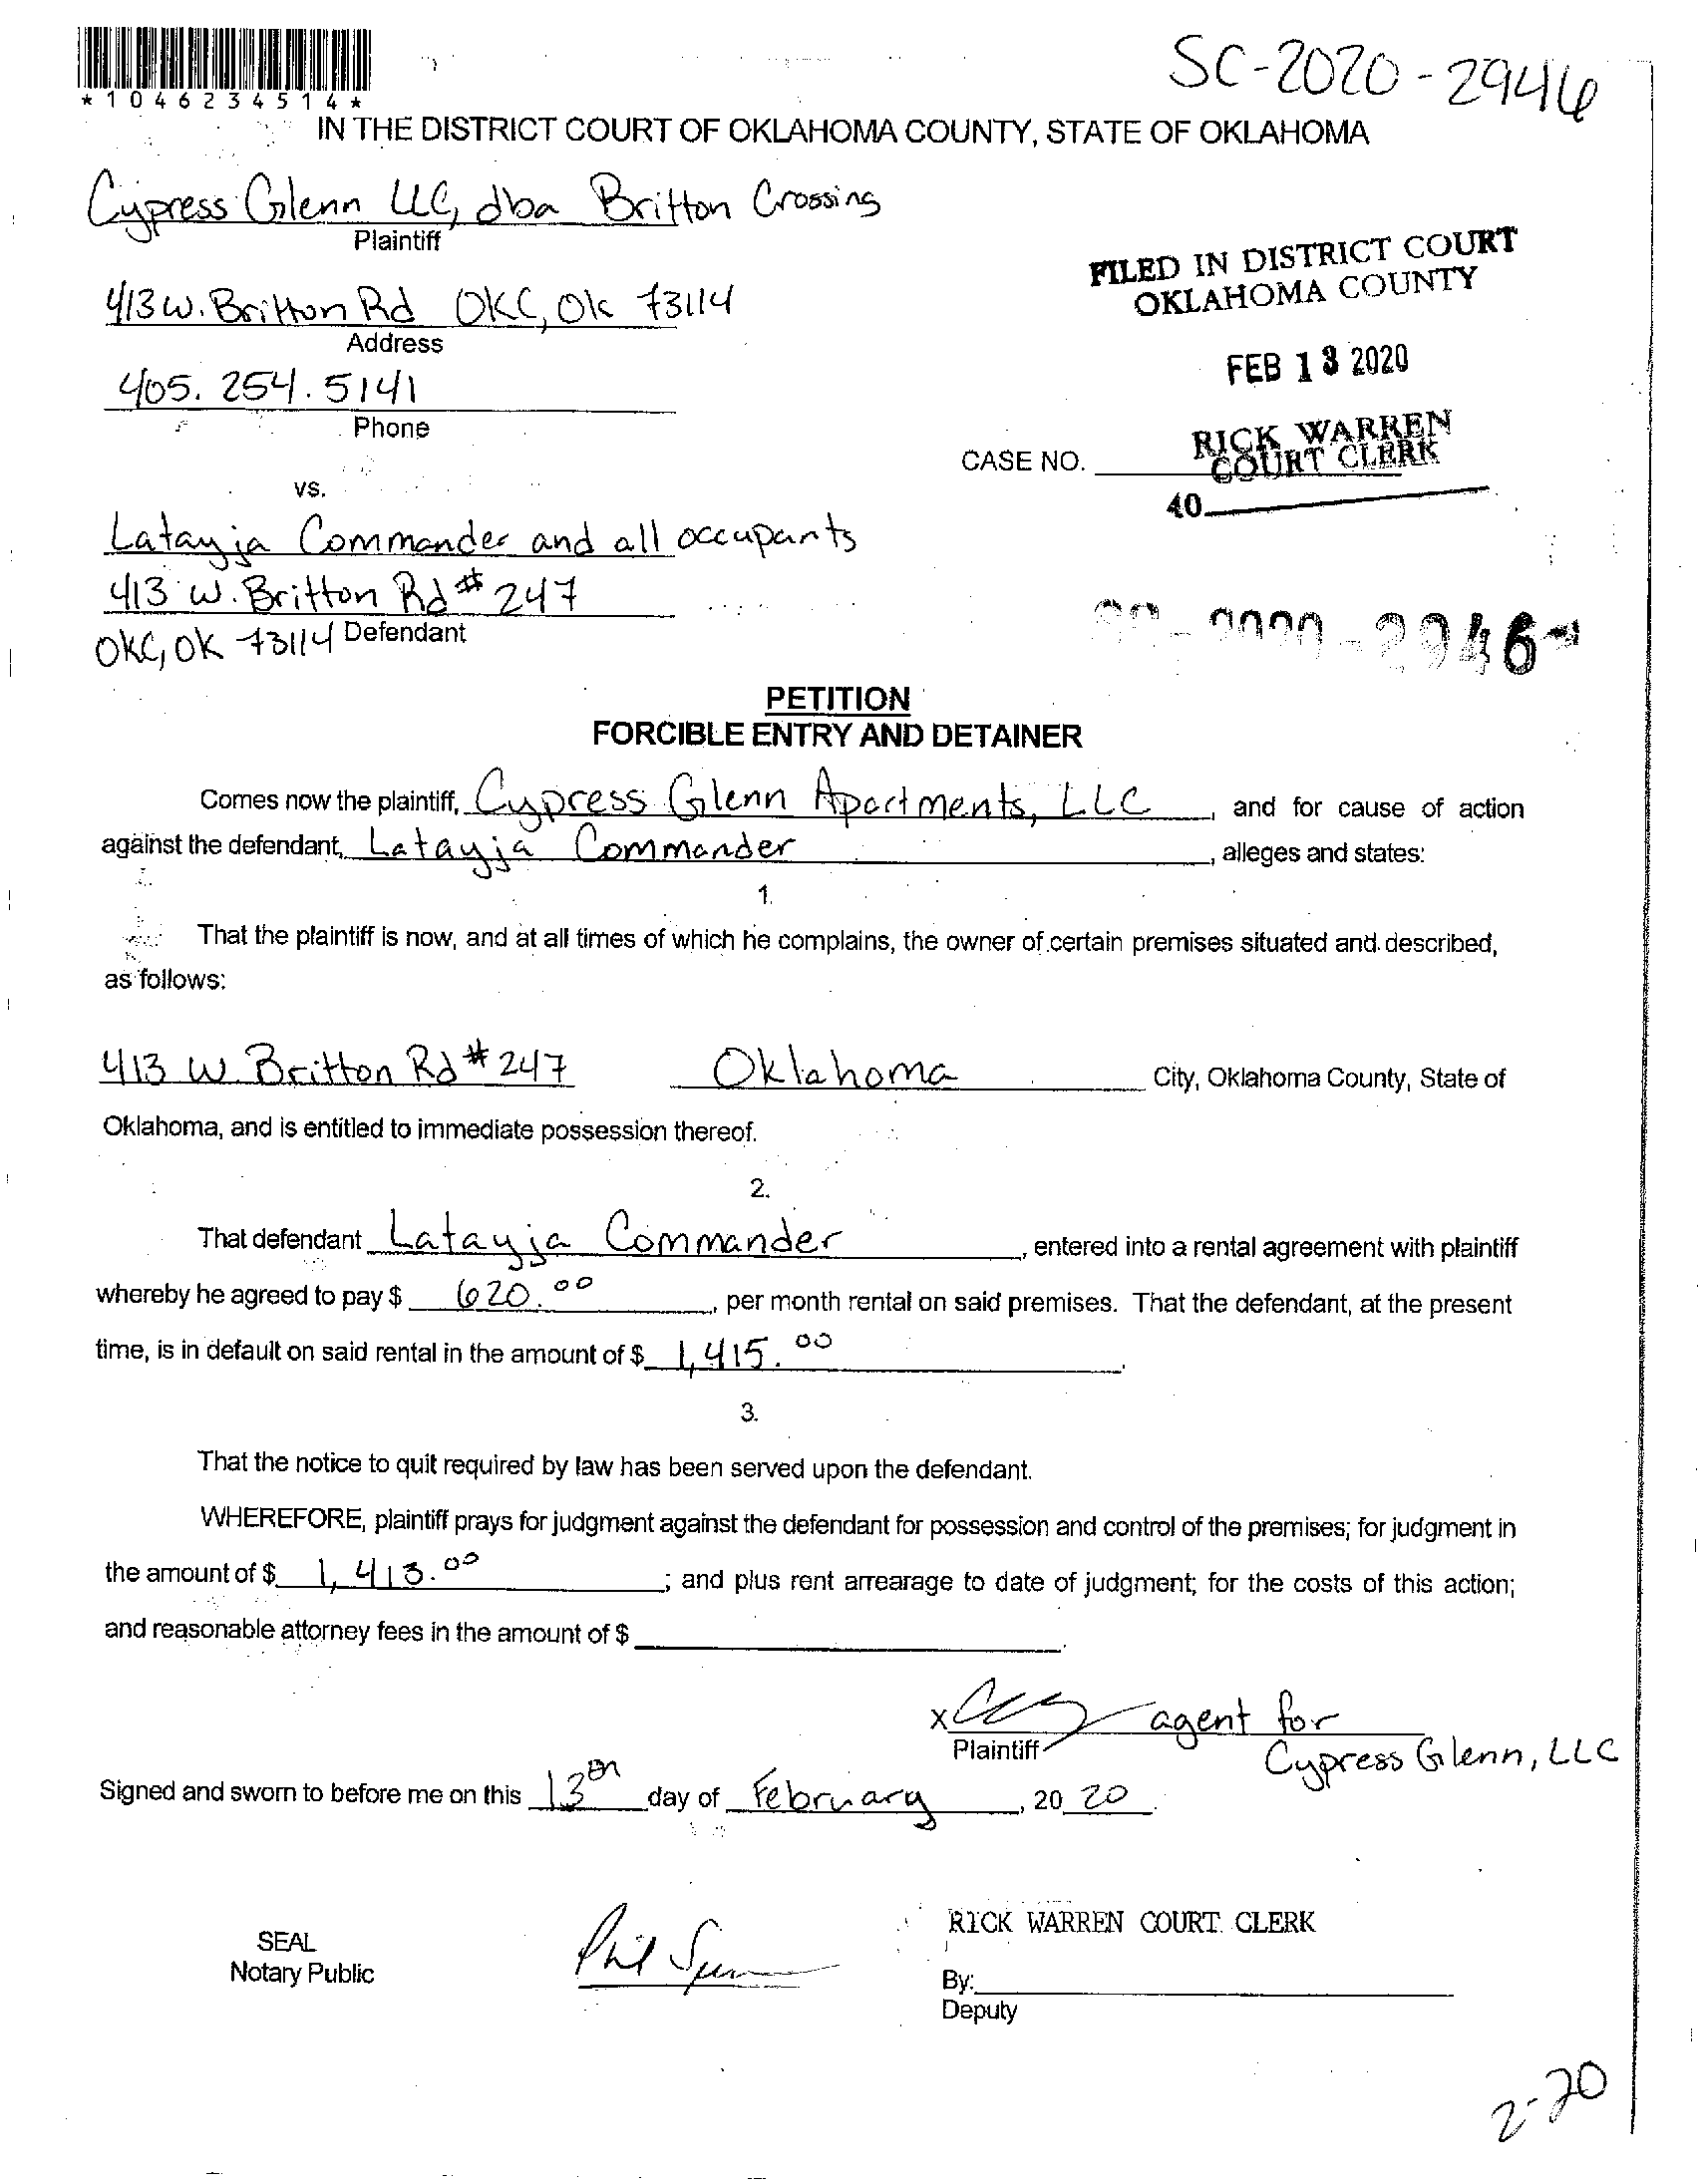 *1046234514*
SC-2020-2946
IN THE DISTRICT COURT OF OKLAHOMA COUNTY, STATE OF OKLAHOMA
Cypress Glenn LLC, dba Britton Crossing
Plaintiff
413 W. Britton Rd OKC, Ok 73114
Address
405. 254. 5141
Phone
FILED IN DISTRICT COURT
OKLAHOMA COUNTY
FEB 13 2020
RICK WARREN
COURT CLERK
CASE NO.
40
vs.
Latayja Commander and all occupants
413 W. Britton Rd # 247
OKC, OK 73114 Defendant
SC-2020-2946
PETITION
FORCIBLE ENTRY AND DETAINER
Comes now the plaintiff, Cypress Glenn Apartments, LLC, and for cause of action
against the defendant, Latayja Commander, alleges and states:
1.
That the plaintiff is now, and at all times of which he complains, the owner of certain premises situated and described,
as follows:
413 W. Britton Rd # 247 Oklahoma City, Oklahoma County, State of
Oklahoma, and is entitled to immediate possession thereof.
2.
That defendant Latayja Commander, entered into a rental agreement with plaintiff
whereby he agreed to pay $ 620.00, per month rental on said premises. That the defendant, at the present
time, is in default on said rental in the amount of $ 1,415.00.
3.
That the notice to quit required by law has been served upon the defendant.
WHEREFORE, plaintiff prays for judgment against the defendant for possession and control of the premises; for judgment in
the amount of $ 1,413.00; and plus rent arrearage to date of judgment; for the costs of this action;
and reasonable attorney fees in the amount of $.
x agent for
Plaintiff Cypress Glenn, LLC
Signed and sworn to before me on this 13th day of February, 20 20.
SEAL
Notary Public
Phil
RICK WARREN COURT CLERK
By:
Deputy
2-20